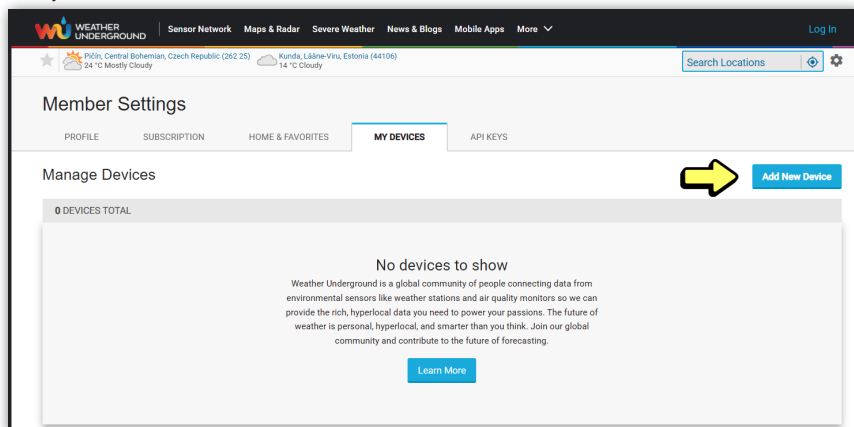 WEATHER
UNDERGROUND
Sensor Network Maps & Radar Severe Weather News & Blogs Mobile Apps More Log In
Pičín, Central Bohemian, Czech Republic (262 25)
24 °C Mostly Cloudy
Kunda, Lääne-Viru, Estonia (44106)
14 °C Cloudy
Search Locations
Member Settings
PROFILE SUBSCRIPTION HOME & FAVORITES MY DEVICES API KEYS
Manage Devices
Add New Device
0 DEVICES TOTAL
No devices to show
Weather Underground is a global community of people connecting data from
environmental sensors like weather stations and air quality monitors so we can
provide the rich, hyperlocal data you need to power your passions. The future of
weather is personal, hyperlocal, and smarter than you think. Join our global
community and contribute to the future of forecasting.
Learn More